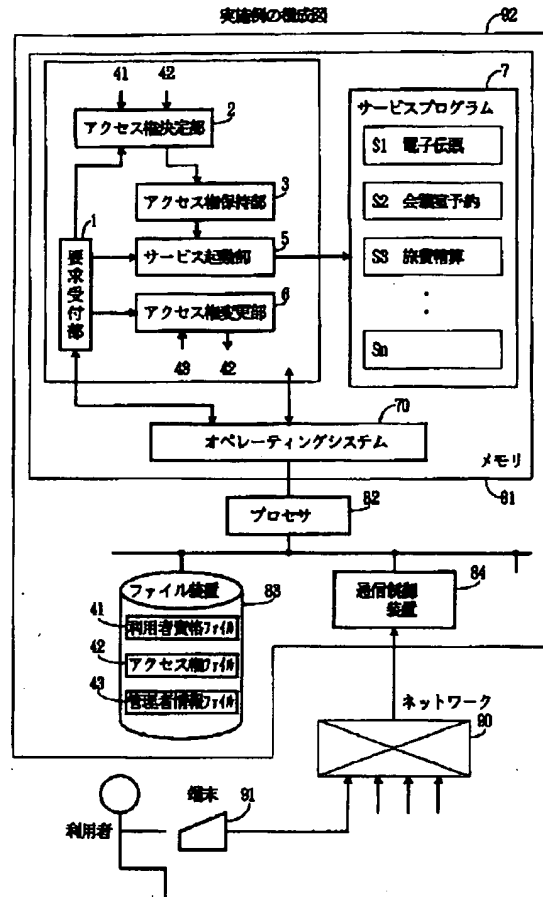 実施例の構成図
92
41
42
2
アクセス権決定部
3
アクセス権保持部
1
要求受付部
5
サービス起動部
6
アクセス権変更部
43
42
7
サービスプログラム
S1 電子伝票
S2 会議室予約
S3 旅費精算
Sn
70
オペレーティングシステム
メモリ
81
82
プロセサ
ファイル装置
83
41
利用者資格ファイル
42
アクセス権ファイル
43
管理者情報ファイル
84
通信制御
装置
ネットワーク
90
端末
91
利用者